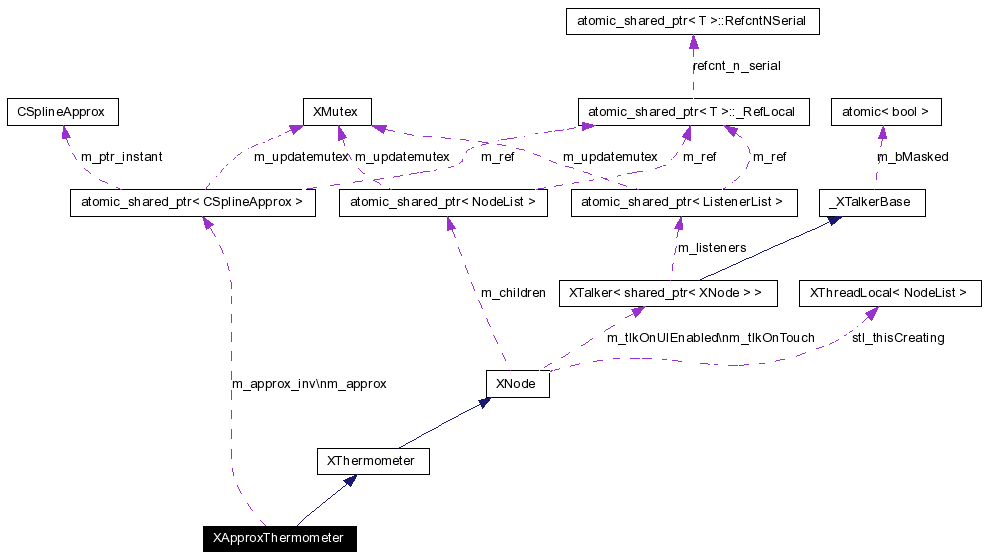 atomic_shared_ptr< T >::RefcntNSerial
refcnt_n_serial
CSplineApprox
XMutex
atomic_shared_ptr< T >::_RefLocal
atomic< bool >
m_ptr_instant
m_updatemutex
m_updatemutex
m_ref
m_updatemutex
m_ref
m_ref
m_bMasked
atomic_shared_ptr< CSplineApprox >
atomic_shared_ptr< NodeList >
atomic_shared_ptr< ListenerList >
_XTalkerBase
m_listeners
m_children
XTalker< shared_ptr< XNode > >
XThreadLocal< NodeList >
m_tlkOnUIEnabled\nm_tlkOnTouch
stl_thisCreating
m_approx_inv\nm_approx
XNode
XThermometer
XApproxThermometer